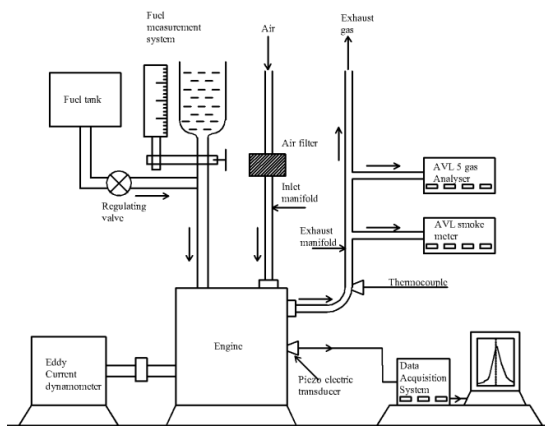 Fuel
measurement
system
Air
Exhaust
gas
Fuel tank
Air filter
AVL 5 gas
Analyser
Inlet
manifold
Regulating
valve
AVL smoke
meter
Exhaust
manifold
Thermocouple
Engine
Eddy
Current
dynamometer
Piezo electric
transducer
Data
Acquisition
System